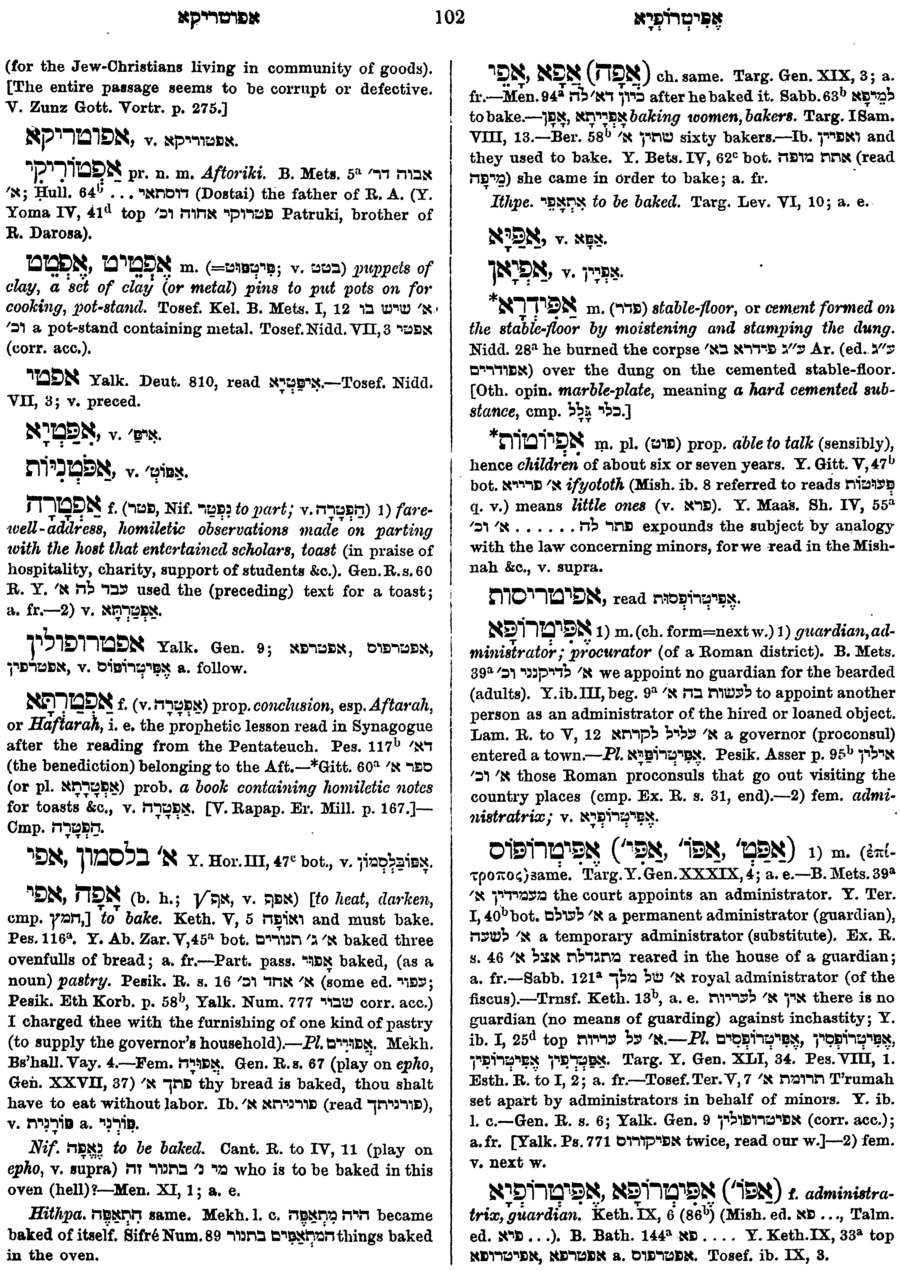 אפוטריקא
102
אֶפִּיטְרוֹפְּיָא
(for the Jew-Christians living in community of goods).
[The entire passage seems to be corrupt or defective.
V. Zunz Gott. Vortr. p. 275.]
אפוטריקא, v. אפטוריקא.
אֲפְטוֹרִיקֵי pr. n. m. Aftoriki. B. Mets. 5ᵃ אבוה דר׳
א׳; Ḥull. 64ᵇ ... דוסתאי (Dostai) the father of R. A. (Y.
Yoma IV, 41ᵈ top פטרוקי אחוה וכ׳ Patruki, brother of
R. Darosa).
אֶפְטֵיט, אֶפְטֵט m. (=פִּיטְפּוּט; v. בטט) puppets of
clay, a set of clay (or metal) pins to put pots on for
cooking, pot-stand. Tosef. Kel. B. Mets. I, 12 א׳ שיש בו
וכ׳ a pot-stand containing metal. Tosef. Nidd. VII, 3 אפטי
(corr. acc.).
אפטי Yalk. Deut. 810, read אִיפַּטְיָא.—Tosef. Nidd.
VII, 3; v. preced.
אִפַּטְיָא, v. אִיפּ׳.
אַפֹּטְנִיּוֹת, v. אַפּוֹט׳.
אַפְטָרָה f. (פטר, Nif. נִפְטַר to part; v. הַפְטָרָה) 1) fare-
well-address, homiletic observations made on parting
with the host that entertained scholars, toast (in praise of
hospitality, charity, support of students &c.). Gen. R. s. 60
R. Y. עבד לה א׳ used the (preceding) text for a toast;
a. fr.—2) v. אַפְטַרְתָּא.
אפטרופולין Yalk. Gen. 9; אפטרפא, אפטרפוס,
אפטרפין, v. אֶפִּיטְרוֹפּוֹס a. follow.
אַפְטַרְתָּא f. (v. אַפְטָרָה) prop. conclusion, esp. Aftarah,
or Haftarah, i. e. the prophetic lesson read in Synagogue
after the reading from the Pentateuch. Pes. 117ᵇ דא׳
(the benediction) belonging to the Aft.—*Gitt. 60ᵃ ספר א׳
(or pl. אַפְטָרָתָא) prob. a book containing homiletic notes
for toasts &c., v. אַפְטָרָה. [V. Rapap. Er. Mill. p. 167.]—
Cmp. הַפְטָרָה.
אפי, א׳ בלסמון Y. Hor. III, 47ᶜ bot., v. אֲפוֹבַּלְסְמוֹן.
אָפָה, אפי (b. h.; √אף, v. אפף) [to heat, darken,
cmp. חמץ,] to bake. Keth. V, 5 ואוֹפָה and must bake.
Pes. 116ᵃ. Y. Ab. Zar. V, 45ᵃ bot. א׳ ג׳ תנורים baked three
ovenfulls of bread; a. fr.—Part. pass. אָפוּי baked, (as a
noun) pastry. Pesik. R. s. 16 א׳ אחד וכ׳ (some ed. עפוי;
Pesik. Eth Korb. p. 58ᵇ, Yalk. Num. 777 שבוי corr. acc.)
I charged thee with the furnishing of one kind of pastry
(to supply the governor's household).—Pl. אֲפוּיִים. Mekh.
Bs'hall. Vay. 4.—Fem. אֲפוּיָה. Gen. R. s. 67 (play on epho,
Gen. XXVII, 37) פתך א׳ thy bread is baked, thou shalt
have to eat without labor. Ib. פורניתא א׳ (read פורניתך),
v. פּוּרְנִית a. פּוּרְנֵי.
Nif. נֶאֱפָה to be baked. Cant. R. to IV, 11 (play on
epho, v. supra) מי נ׳ בתנור זה who is to be baked in this
oven (hell)?—Men. XI, 1; a. e.
Hithpa. הִתְאַפֶּה same. Mekh. l. c. היה מִתְאַפֶּה became
baked of itself. Sifré Num. 89 המִתְאַפִּים בתנור things baked
in the oven.
אֲפָא, אֲפֵי (אֲפָה) ch. same. Targ. Gen. XIX, 3; a.
fr.—Men. 94ᵃ כיון דא׳ לה after he baked it. Sabb. 63ᵇ למֵיפָא
to bake.—אָפְיָיתָא, אָפָן baking women, bakers. Targ. I Sam.
VIII, 13.—Ber. 58ᵇ שתין א׳ sixty bakers.—Ib. ואפיין and
they used to bake. Y. Bets. IV, 62ᶜ bot. אתת מופה (read
מֵיפָה) she came in order to bake; a. fr.
Ithpe. אִתְאֲפֵי to be baked. Targ. Lev. VI, 10; a. e.
אַפַּיָּא, v. אַפָּא.
אַפְיָאן, v. אַפְיָין.
*אֲפִידְרָא m. (פדר) stable-floor, or cement formed on
the stable-floor by moistening and stamping the dung.
Nidd. 28ᵃ he burned the corpse ע״ג פידרא בא׳ Ar. (ed. ע״ג
אפודרים) over the dung on the cemented stable-floor.
[Oth. opin. marble-plate, meaning a hard cemented sub-
stance, cmp. כלי גָּלָל.]
*אֲפְיוֹטוֹת m. pl. (פוט) prop. able to talk (sensibly),
hence children of about six or seven years. Y. Gitt. V, 47ᵇ
bot. א׳ פרייא ifyototh (Mish. ib. 8 referred to reads פָּעוֹטוֹת
q. v.) means little ones (v. פרא). Y. Maas. Sh. IV, 55ᵃ
פתר לה ...... א׳ וכ׳ expounds the subject by analogy
with the law concerning minors, for we read in the Mish-
nah &c., v. supra.
אפיטריסות, read אֶפִּיטְרוֹפְּסוּת.
אֶפִּיטְרוֹפָּא 1) m. (ch. form=next w.) 1) guardian, ad-
ministrator; procurator (of a Roman district). B. Mets.
39ᵃ א׳ לדיקנני וכ׳ we appoint no guardian for the bearded
(adults). Y. ib. III, beg. 9ᵃ לעשות בה א׳ to appoint another
person as an administrator of the hired or loaned object.
Lam. R. to V, 12 א׳ עליל לקרתא a governor (proconsul)
entered a town.—Pl. אֶפִּיטְרוֹפַּיָּא. Pesik. Asser p. 95ᵇ אילין
א׳ וכ׳ those Roman proconsuls that go out visiting the
country places (cmp. Ex. R. s. 31, end).—2) fem. admi-
nistratrix; v. אֶפִּיטְרוֹפְּיָא.
אֶפִּיטְרוֹפּוֹס (אַפְּט׳, אַפּוֹ׳, אַפִּי׳) 1) m. (ἐπί-
τροπος) same. Targ. Y. Gen. XXXIX, 4; a. e.—B. Mets. 39ᵃ
מעמידין א׳ the court appoints an administrator. Y. Ter.
I, 40ᵇ bot. א׳ לעולם a permanent administrator (guardian),
א׳ לשעה a temporary administrator (substitute). Ex. R.
s. 46 מתגדלת אצל א׳ reared in the house of a guardian;
a. fr.—Sabb. 121ᵃ א׳ של מלך royal administrator (of the
fiscus).—Trnsf. Keth. 13ᵇ, a. e. אין א׳ לעריות there is no
guardian (no means of guarding) against inchastity; Y.
ib. I, 25ᵈ top א׳ על עריות.—Pl. אֶפִּיטְרוֹפְּסִין, אֶפִּיטְרוֹפְּסִים,
אַפֶּטְרְפִין אֶפִּיטְרוֹפִּין. Targ. Y. Gen. XLI, 34. Pes. VIII, 1.
Esth. R. to I, 2; a. fr.—Tosef. Ter. V, 7 תרומת א׳ T'rumah
set apart by administrators in behalf of minors. Y. ib.
l. c.—Gen. R. s. 6; Yalk. Gen. 9 אפיטרופולין (corr. acc.);
a. fr. [Yalk. Ps. 771 אפיקורוס twice, read our w.]—2) fem.
v. next w.
אֶפִּיטְרוֹפְּיָא, אֶפִּיטְרוֹפָּא (אַפּוֹ׳) f. administra-
trix, guardian. Keth. IX, 6 (86ᵇ) (Mish. ed. פא ..., Talm.
ed. פיא ...). B. Bath. 144ᵃ פא .... Y. Keth. IX, 33ᵃ top
אפטרפוס a. אפטרפא, אפיטרופא. Tosef. ib. IX, 3.